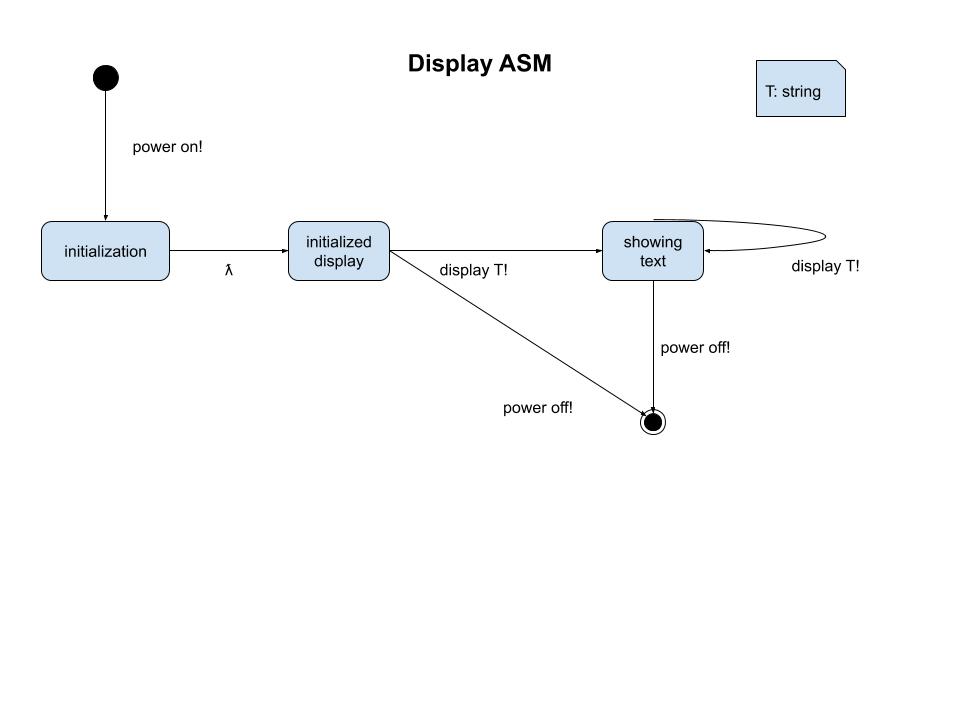 Display ASM
T: string
power on!
initialization
initialized
display
showing
text
ƛ
display T!
display T!
power off!
power off!